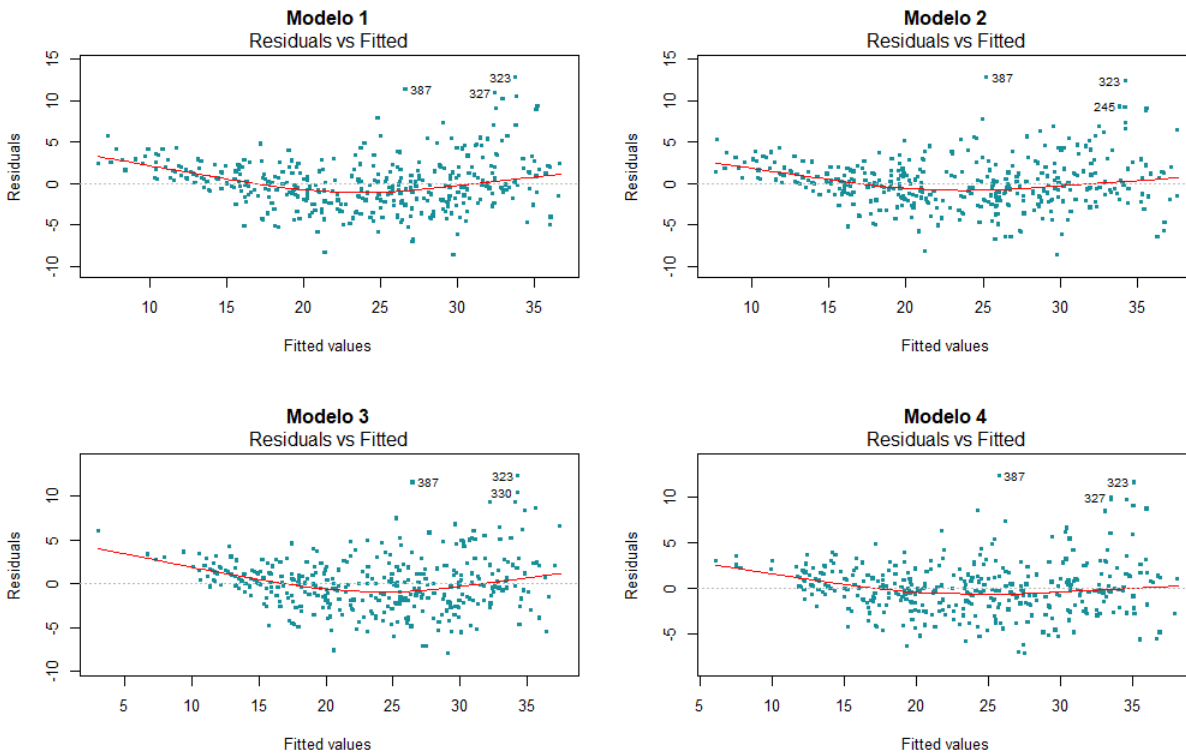 Modelo 1
Residuals vs Fitted
Residuals
15
10
5
0
-5
-10
323
387
327
10 15 20 25 30 35
Fitted values
Modelo 2
Residuals vs Fitted
Residuals
15
10
5
0
-5
-10
387
323
245
10 15 20 25 30 35
Fitted values
Modelo 3
Residuals vs Fitted
Residuals
10
5
0
-5
-10
323
387
330
5 10 15 20 25 30 35
Fitted values
Modelo 4
Residuals vs Fitted
Residuals
10
5
0
-5
387
323
327
5 10 15 20 25 30 35
Fitted values